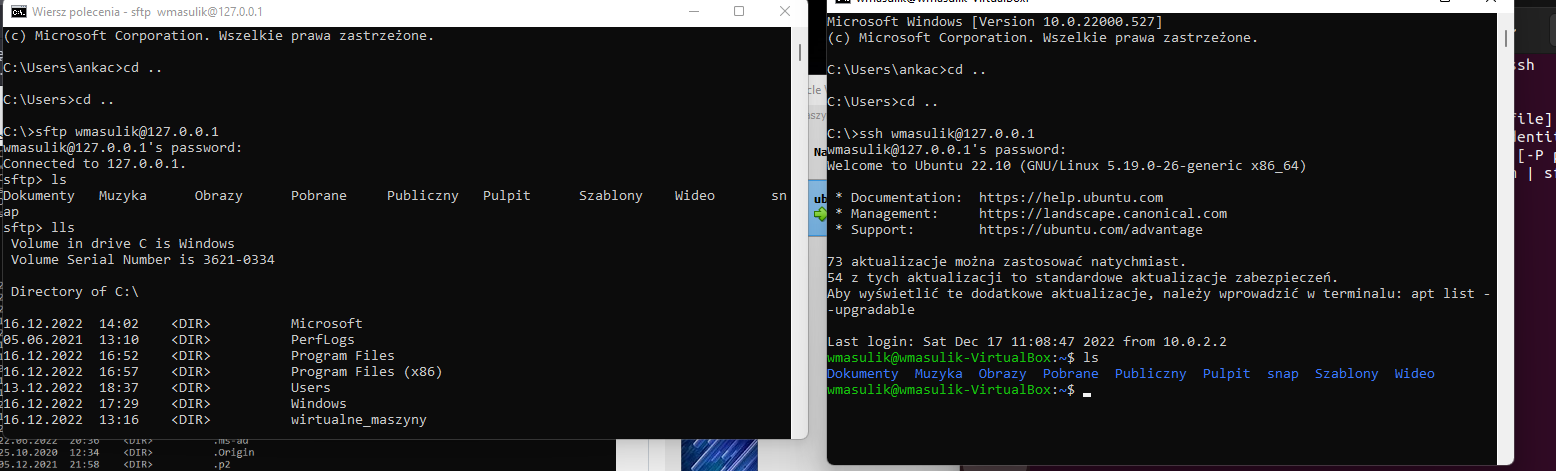 Wiersz polecenia - sftp wmasulik@127.0.0.1
(c) Microsoft Corporation. Wszelkie prawa zastrzeżone.
C:\Users\ankac>cd ..
C:\Users>cd ..
C:\>sftp wmasulik@127.0.0.1
wmasulik@127.0.0.1's password:
Connected to 127.0.0.1.
sftp> ls
Dokumenty Muzyka Obrazy Pobrane Publiczny Pulpit Szablony Wideo sn
ap
sftp> lls
Volume in drive C is Windows
Volume Serial Number is 3621-0334
Directory of C:\
16.12.2022 14:02 <DIR> Microsoft
05.06.2021 13:10 <DIR> PerfLogs
16.12.2022 16:52 <DIR> Program Files
16.12.2022 16:57 <DIR> Program Files (x86)
13.12.2022 18:37 <DIR> Users
16.12.2022 17:29 <DIR> Windows
16.12.2022 13:16 <DIR> wirtualne_maszyny
22.06.2022 20:36 <DIR> .ms-ad
25.10.2020 12:34 <DIR> .Origin
05.12.2021 21:58 <DIR> .p2
Microsoft Windows [Version 10.0.22000.527]
(c) Microsoft Corporation. Wszelkie prawa zastrzeżone.
C:\Users\ankac>cd ..
C:\Users>cd ..
C:\>ssh wmasulik@127.0.0.1
wmasulik@127.0.0.1's password:
Welcome to Ubuntu 22.10 (GNU/Linux 5.19.0-26-generic x86_64)
* Documentation: https://help.ubuntu.com
* Management: https://landscape.canonical.com
* Support: https://ubuntu.com/advantage
73 aktualizacje można zastosować natychmiast.
54 z tych aktualizacji to standardowe aktualizacje zabezpieczeń.
Aby wyświetlić te dodatkowe aktualizacje, należy wprowadzić w terminalu: apt list -
-upgradable
Last login: Sat Dec 17 11:08:47 2022 from 10.0.2.2
wmasulik@wmasulik-VirtualBox:~$ ls
Dokumenty Muzyka Obrazy Pobrane Publiczny Pulpit snap Szablony Wideo
wmasulik@wmasulik-VirtualBox:~$
ssh
file]
[-P